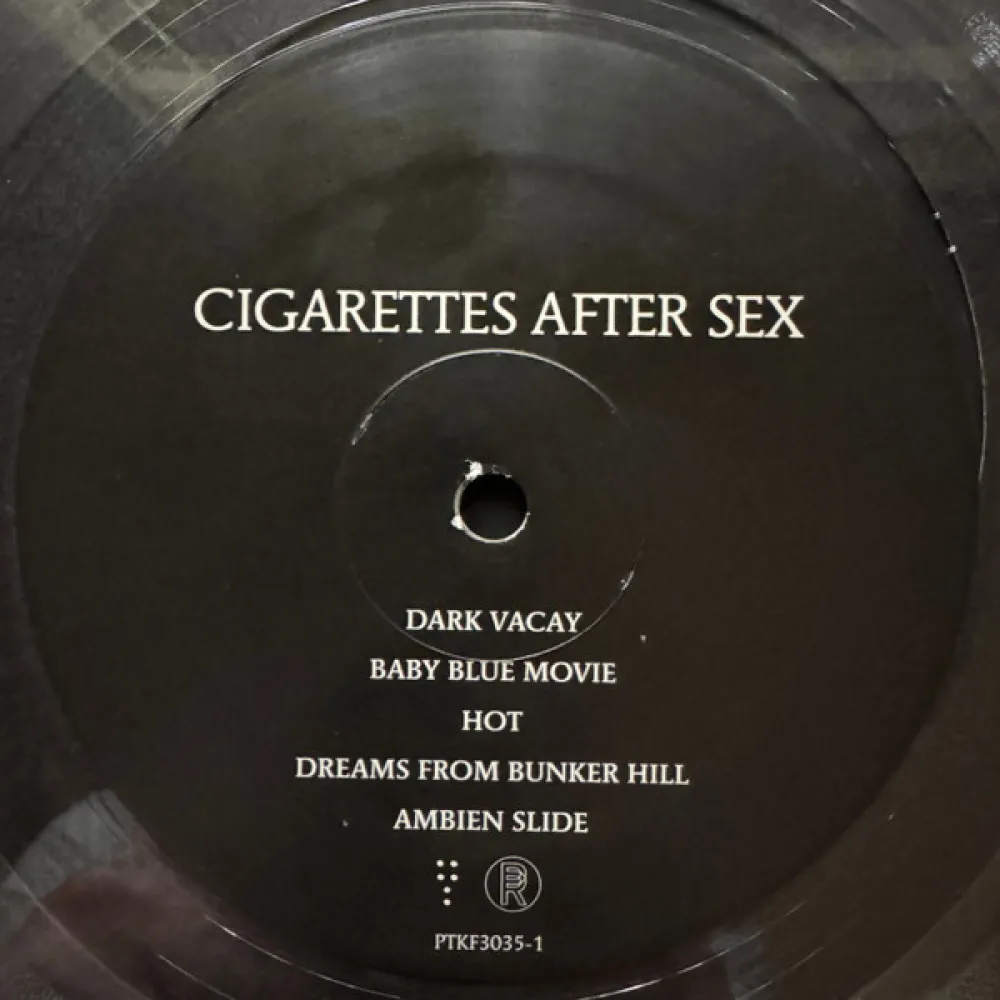 CIGARETTES AFTER SEX
DARK VACAY
BABY BLUE MOVIE
HOT
DREAMS FROM BUNKER HILL
AMBIEN SLIDE
PTKF3035-1